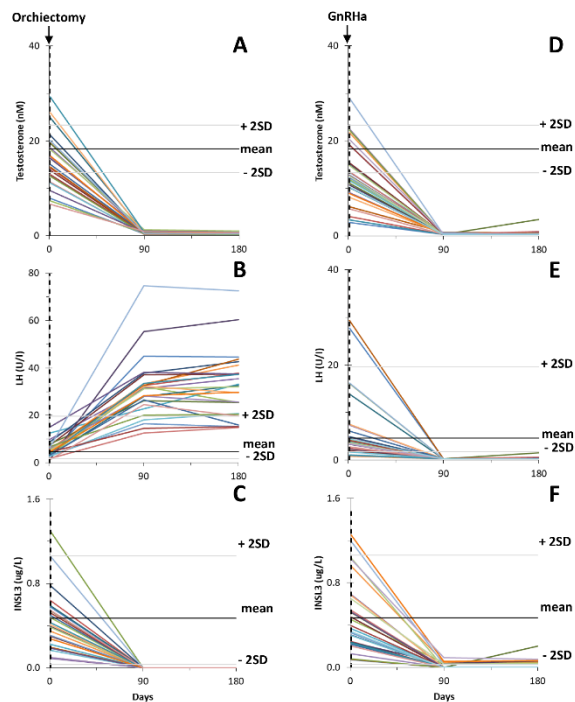 Orchiectomy
GnRHa
A
Testosterone (nM)
40
20
0
+ 2SD
mean
- 2SD
0
90
180
D
Testosterone (nM)
40
20
0
+ 2SD
mean
- 2SD
0
90
180
B
LH (U/l)
80
60
40
20
0
+ 2SD
mean
- 2SD
0
90
180
E
LH (U/l)
40
20
0
+ 2SD
mean
- 2SD
0
90
180
C
INSL3 (ug/L)
1.6
0.8
0.0
+ 2SD
mean
- 2SD
0
90
180
Days
F
INSL3 (ug/L)
1.6
0.8
0.0
+ 2SD
mean
- 2SD
0
90
180
Days